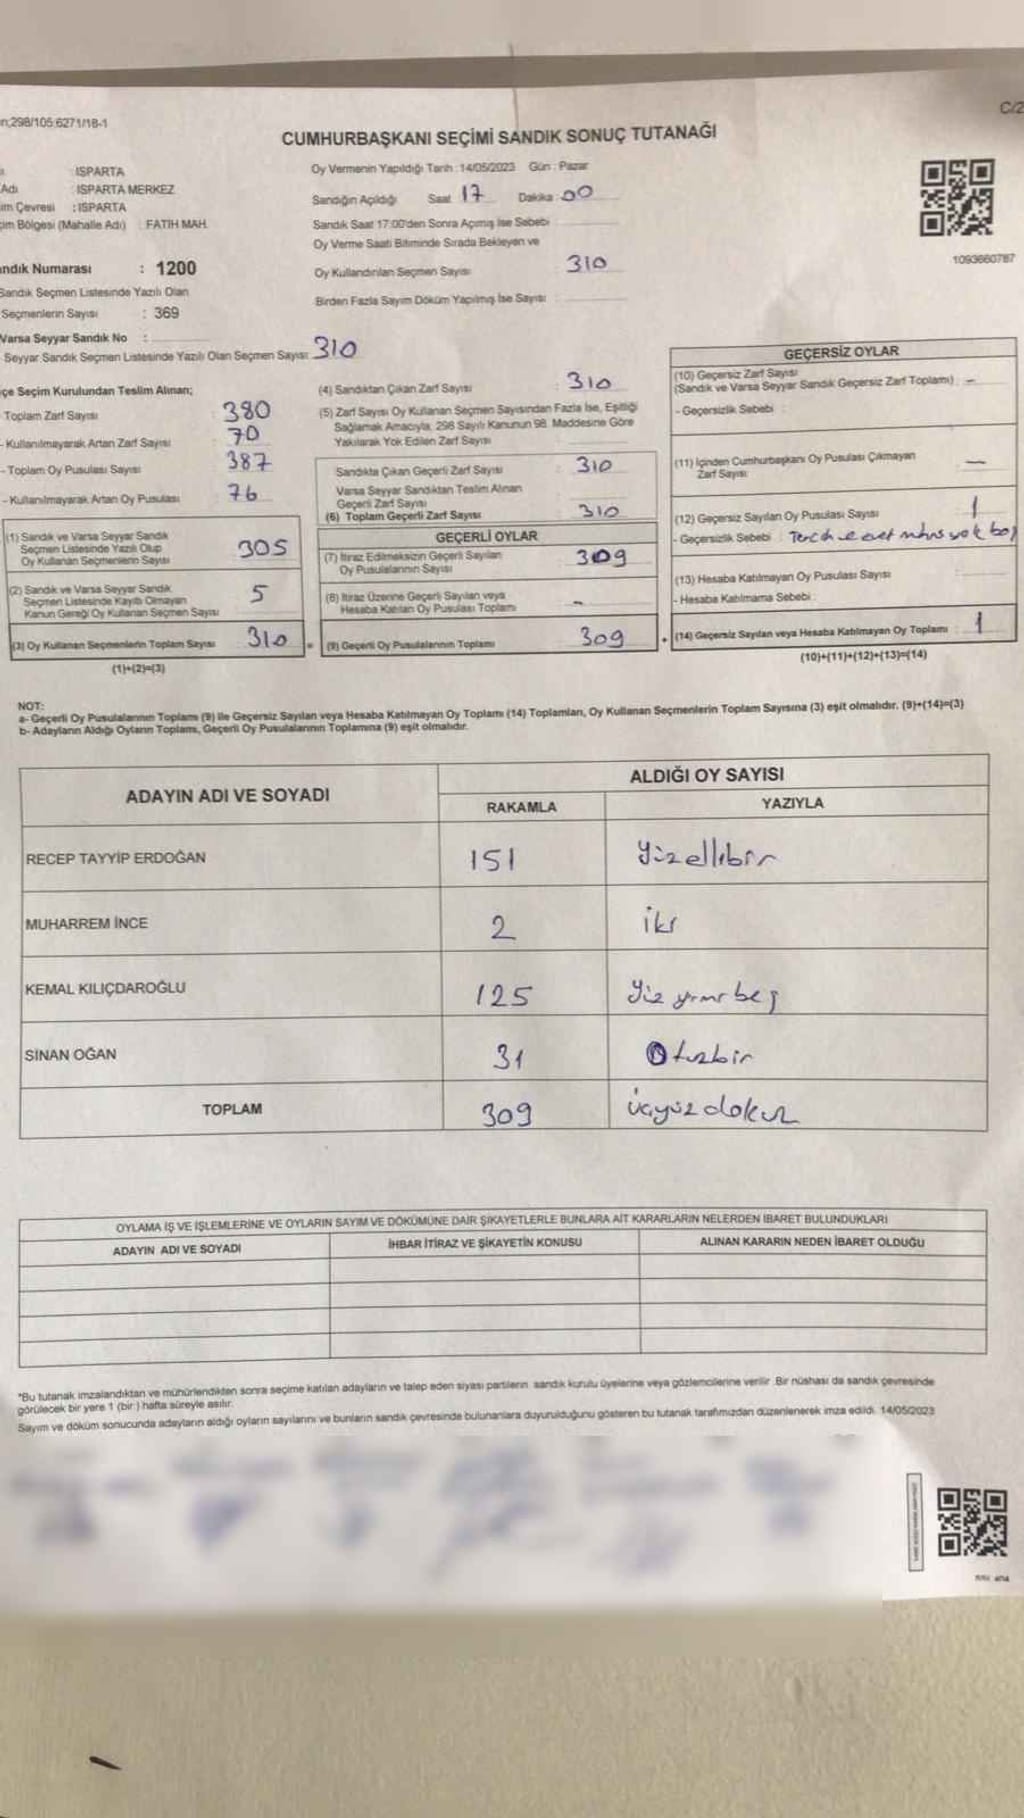 298/105:6271/18-1
C/2
CUMHURBAŞKANI SEÇİMİ SANDIK SONUÇ TUTANAĞI
ISPARTA
Adı ISPARTA MERKEZ
im Çevresi : ISPARTA
çim Bölgesi (Mahalle Adı) : FATİH MAH.
andık Numarası : 1200
Sandık Seçmen Listesinde Yazılı Olan
Seçmenlerin Sayısı : 369
Varsa Seyyar Sandık No :
Seyyar Sandık Seçmen Listesinde Yazılı Olan Seçmen Sayısı: 310
Oy Vermenin Yapıldığı Tarih : 14/05/2023 Gün : Pazar
Sandığın Açıldığı Saat 17 Dakika : 00
Sandık Saat 17:00'den Sonra Açılmış İse Sebebi
Oy Verme Saati Bitiminde Sırada Bekleyen ve
Oy Kullandırılan Seçmen Sayısı 310
Birden Fazla Sayım Döküm Yapılmış İse Sayısı :
1093660787
çe Seçim Kurulundan Teslim Alınan;
Toplam Zarf Sayısı : 380
- Kullanılmayarak Artan Zarf Sayısı : 70
- Toplam Oy Pusulası Sayısı : 387
- Kullanılmayarak Artan Oy Pusulası : 76
(1) Sandık ve Varsa Seyyar Sandık
Seçmen Listesinde Yazılı Olup
Oy Kullanan Seçmenlerin Sayısı 305
(2) Sandık ve Varsa Seyyar Sandık
Seçmen Listesinde Kayıtlı Olmayan
Kanun Gereği Oy Kullanan Seçmen Sayısı 5
(3) Oy Kullanan Seçmenlerin Toplam Sayısı 310
(1)+(2)=(3)
(4) Sandıktan Çıkan Zarf Sayısı : 310
(5) Zarf Sayısı Oy Kullanan Seçmen Sayısından Fazla İse, Eşitliği
Sağlamak Amacıyla, 298 Sayılı Kanunun 98. Maddesine Göre
Yakılarak Yok Edilen Zarf Sayısı :
Sandıkta Çıkan Geçerli Zarf Sayısı : 310
Varsa Seyyar Sandıktan Teslim Alınan
Geçerli Zarf Sayısı
(6) Toplam Geçerli Zarf Sayısı 310
GEÇERLİ OYLAR
(7) İtiraz Edilmeksizin Geçerli Sayılan
Oy Pusulalarının Sayısı 309
(8) İtiraz Üzerine Geçerli Sayılan veya
Hesaba Katılan Oy Pusulası Toplamı -
= (9) Geçerli Oy Pusulalarının Toplamı 309
GEÇERSİZ OYLAR
(10) Geçersiz Zarf Sayısı
(Sandık ve Varsa Seyyar Sandık Geçersiz Zarf Toplamı) : -
- Geçersizlik Sebebi :
(11) İçinden Cumhurbaşkanı Oy Pusulası Çıkmayan
Zarf Sayısı -
(12) Geçersiz Sayılan Oy Pusulası Sayısı 1
- Geçersizlik Sebebi : yok boş
(13) Hesaba Katılmayan Oy Pusulası Sayısı :
- Hesaba Katılmama Sebebi :
+ (14) Geçersiz Sayılan veya Hesaba Katılmayan Oy Toplamı : 1
(10)+(11)+(12)+(13)=(14)
NOT:
a- Geçerli Oy Pusulalarının Toplamı (9) ile Geçersiz Sayılan veya Hesaba Katılmayan Oy Toplamı (14) Toplamları, Oy Kullanan Seçmenlerin Toplam Sayısına (3) eşit olmalıdır. (9)+(14)=(3)
b- Adayların Aldığı Oyların Toplamı, Geçerli Oy Pusulalarının Toplamına (9) eşit olmalıdır.
ADAYIN ADI VE SOYADI ALDIĞI OY SAYISI
RAKAMLA YAZIYLA
RECEP TAYYİP ERDOĞAN 151 Yüzellibir
MUHARREM İNCE 2 iki
KEMAL KILIÇDAROĞLU 125 Yüz yirmi beş
SİNAN OĞAN 31 Otuzbir
TOPLAM 309 üçyüz dokuz
OYLAMA İŞ VE İŞLEMLERİNE VE OYLARIN SAYIM VE DÖKÜMÜNE DAİR ŞİKAYETLERLE BUNLARA AİT KARARLARIN NELERDEN İBARET BULUNDUKLARI
ADAYIN ADI VE SOYADI İHBAR İTİRAZ VE ŞİKAYETİN KONUSU ALINAN KARARIN NEDEN İBARET OLDUĞU
*Bu tutanak imzalandıktan ve mühürlendikten sonra seçime katılan adayların ve talep eden siyasi partilerin sandık kurulu üyelerine veya gözlemcilerine verilir. Bir nüshası da sandık çevresinde
görülecek bir yere 1 (bir ) hafta süreyle asılır.
Sayım ve döküm sonucunda adayların aldığı oyların sayılarını ve bunların sandık çevresinde bulunanlara duyurulduğunu gösteren bu tutanak tarafımızdan düzenlenerek imza edildi. 14/05/2023